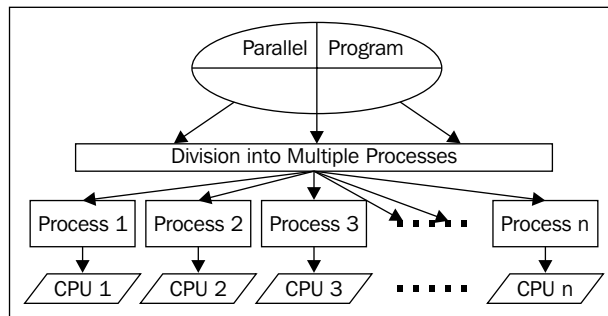 Parallel Program
Division into Multiple Processes
Process 1 Process 2 Process 3 Process n
CPU 1 CPU 2 CPU 3 CPU n